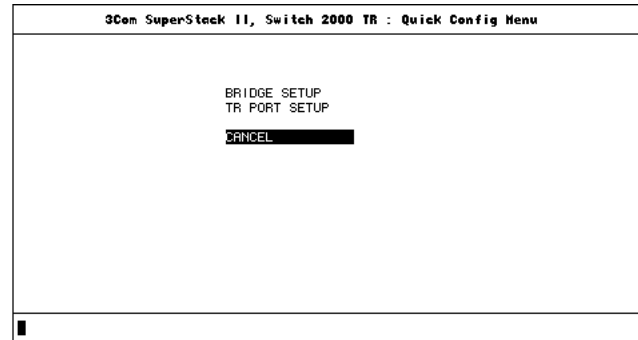 3Com SuperStack II, Switch 2000 TR : Quick Config Menu
BRIDGE SETUP
TR PORT SETUP
CANCEL